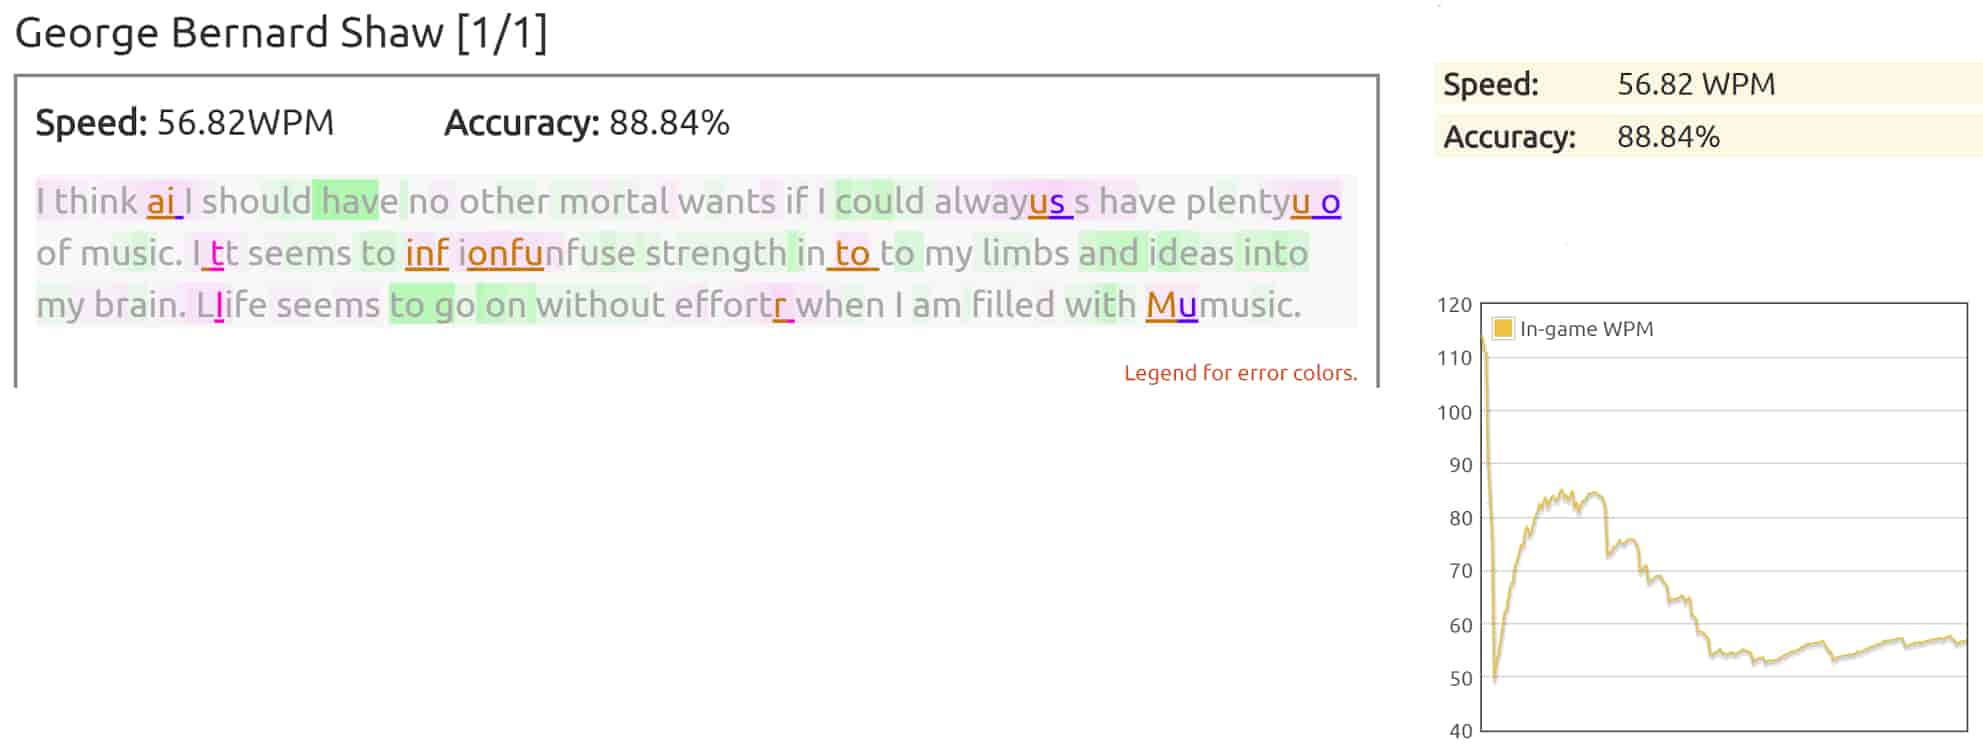 George Bernard Shaw [1/1]
Speed: 56.82WPM Accuracy: 88.84%
I think ai I should have no other mortal wants if I could alwayus s have plentyu o
of music. I tt seems to inf ionfunfuse strength in to to my limbs and ideas into
my brain. Llife seems to go on without effortr when I am filled with Mumusic.
Legend for error colors.
Speed: 56.82 WPM
Accuracy: 88.84%
In-game WPM
120
110
100
90
80
70
60
50
40